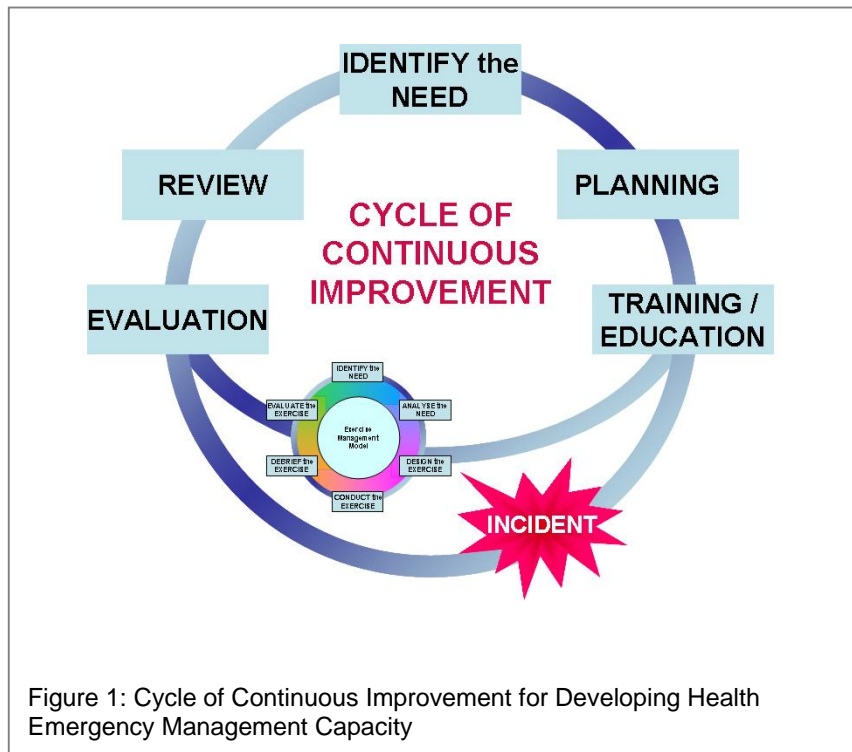 IDENTIFY the
NEED
REVIEW
PLANNING
CYCLE OF
CONTINUOUS
IMPROVEMENT
EVALUATION
TRAINING /
EDUCATION
IDENTIFY the
NEED
EVALUATE the
EXERCISE
ANALYSE the
NEED
Exercise
Management
Model
DEBRIEF the
EXERCISE
DESIGN the
EXERCISE
CONDUCT the
EXERCISE
INCIDENT
Figure 1: Cycle of Continuous Improvement for Developing Health
Emergency Management Capacity